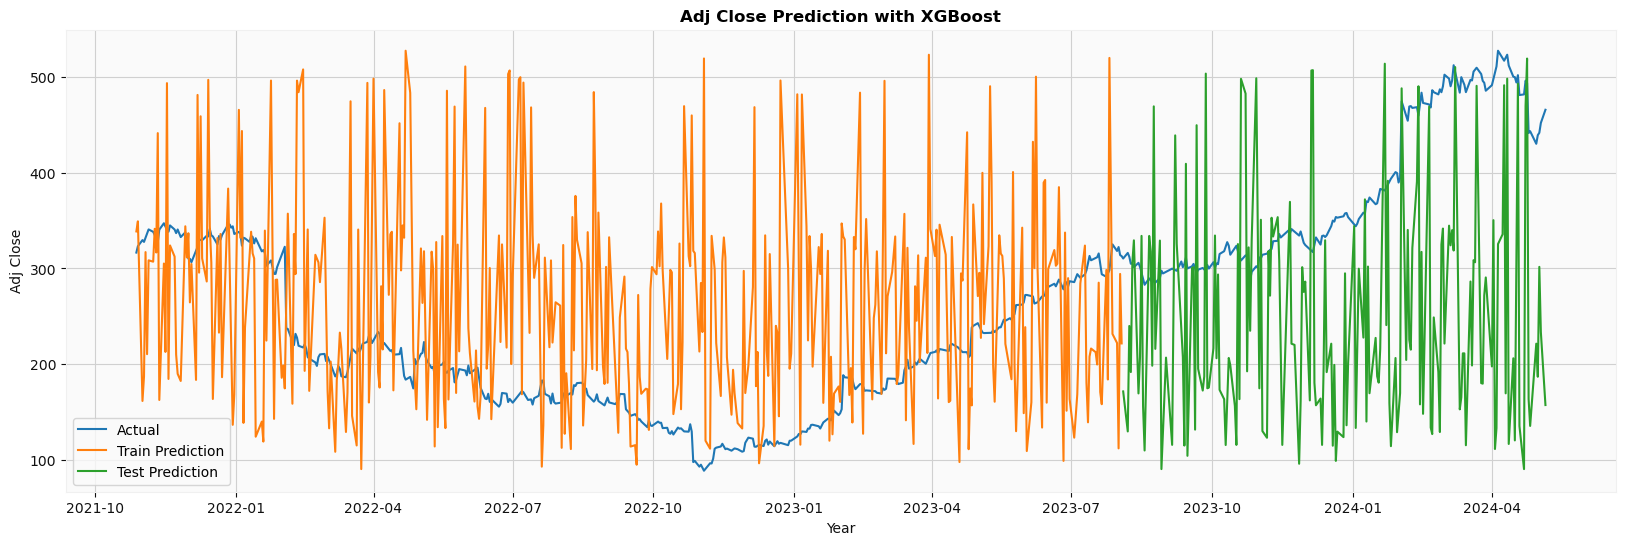 Adj Close Prediction with XGBoost
500
400
300
200
100
Adj Close
Actual
Train Prediction
Test Prediction
2021-10
2022-01
2022-04
2022-07
2022-10
2023-01
2023-04
2023-07
2023-10
2024-01
2024-04
Year